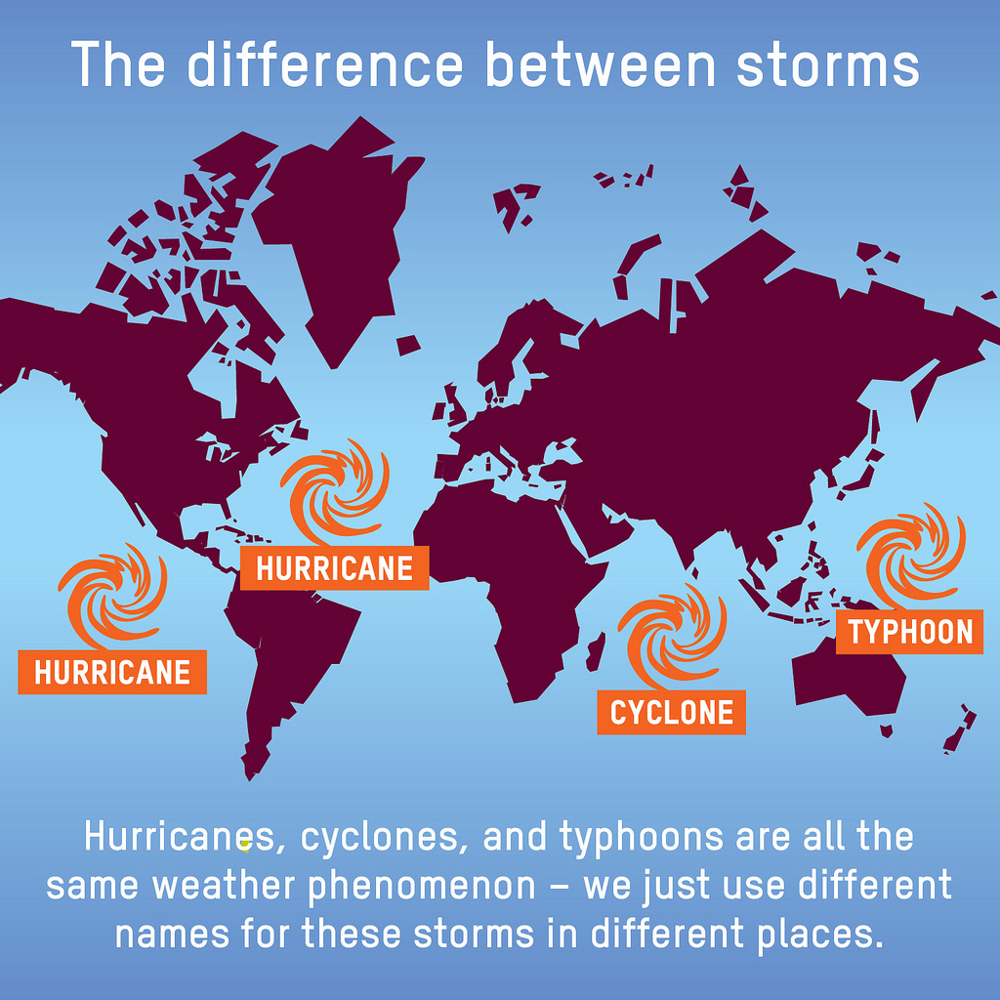 The difference between storms
HURRICANE
HURRICANE
TYPHOON
CYCLONE
Hurricanes, cyclones, and typhoons are all the
same weather phenomenon – we just use different
names for these storms in different places.